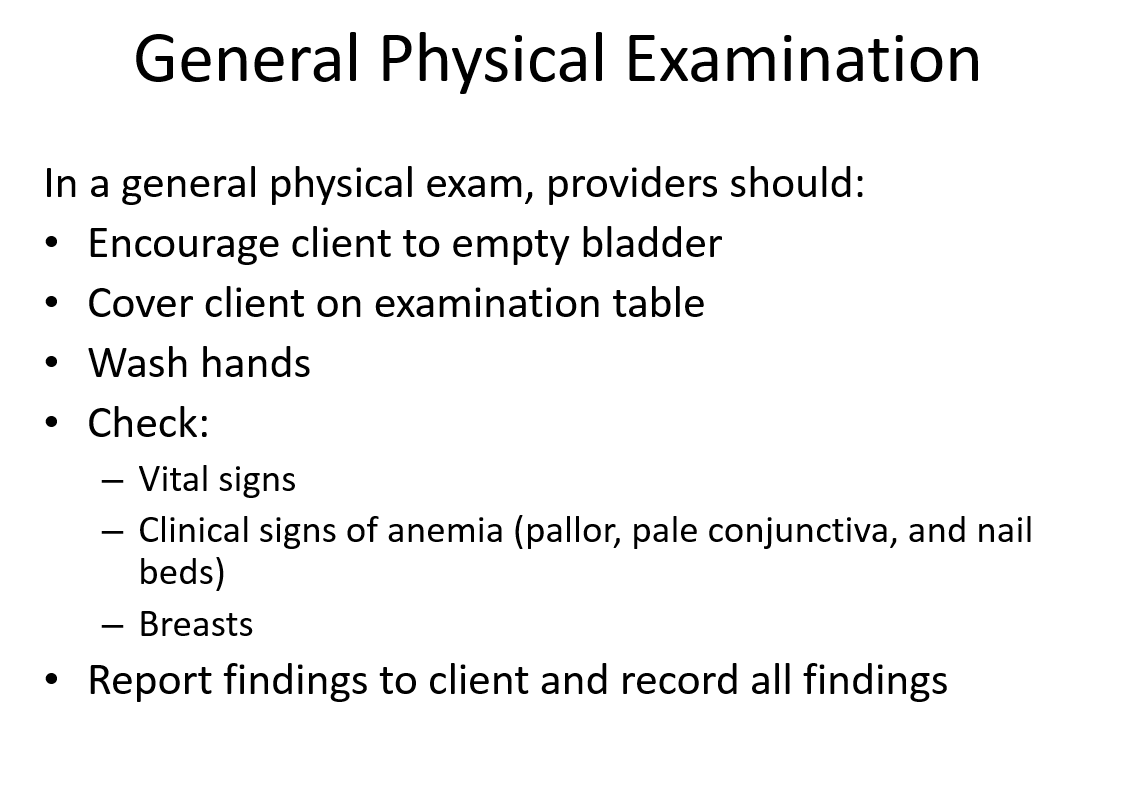 General Physical Examination
In a general physical exam, providers should:
• Encourage client to empty bladder
• Cover client on examination table
• Wash hands
• Check:
– Vital signs
– Clinical signs of anemia (pallor, pale conjunctiva, and nail
beds)
– Breasts
• Report findings to client and record all findings